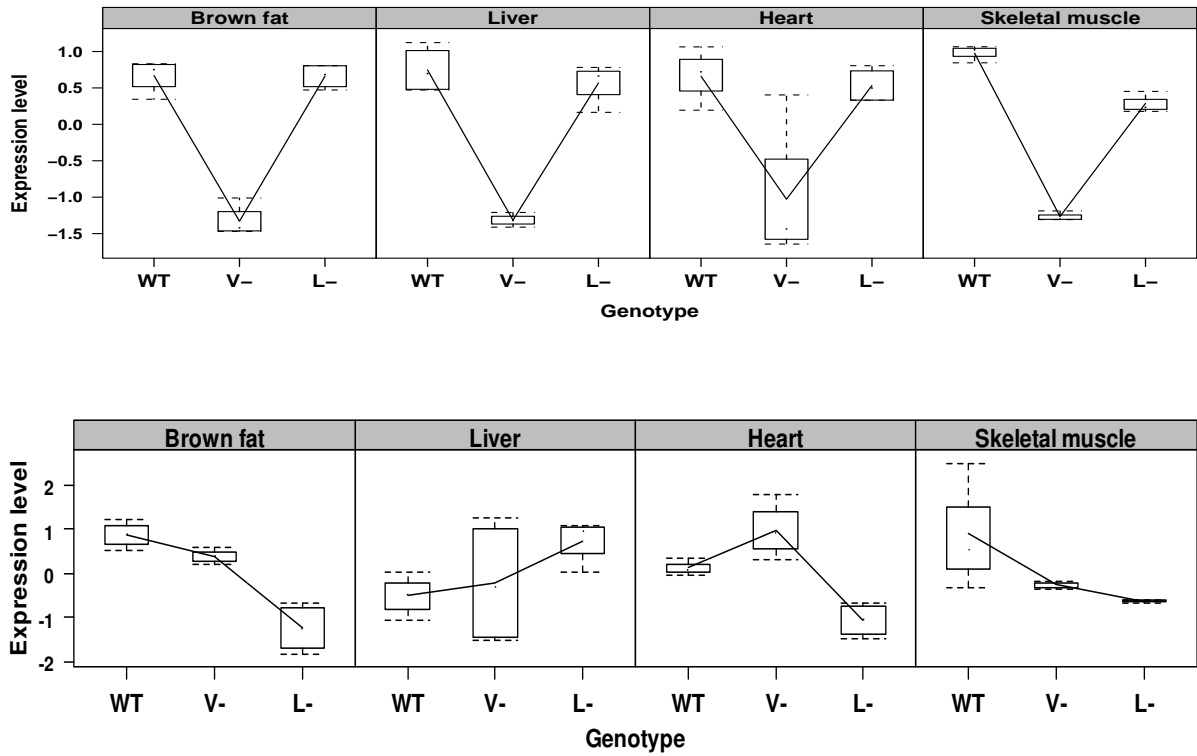 Brown fat Liver Heart Skeletal muscle
1.0
0.5
0.0
−0.5
−1.0
−1.5
Expression level
WT V− L− WT V− L− WT V− L− WT V− L−
Genotype
Brown fat Liver Heart Skeletal muscle
2
1
0
-1
-2
Expression level
WT V- L- WT V- L- WT V- L- WT V- L-
Genotype